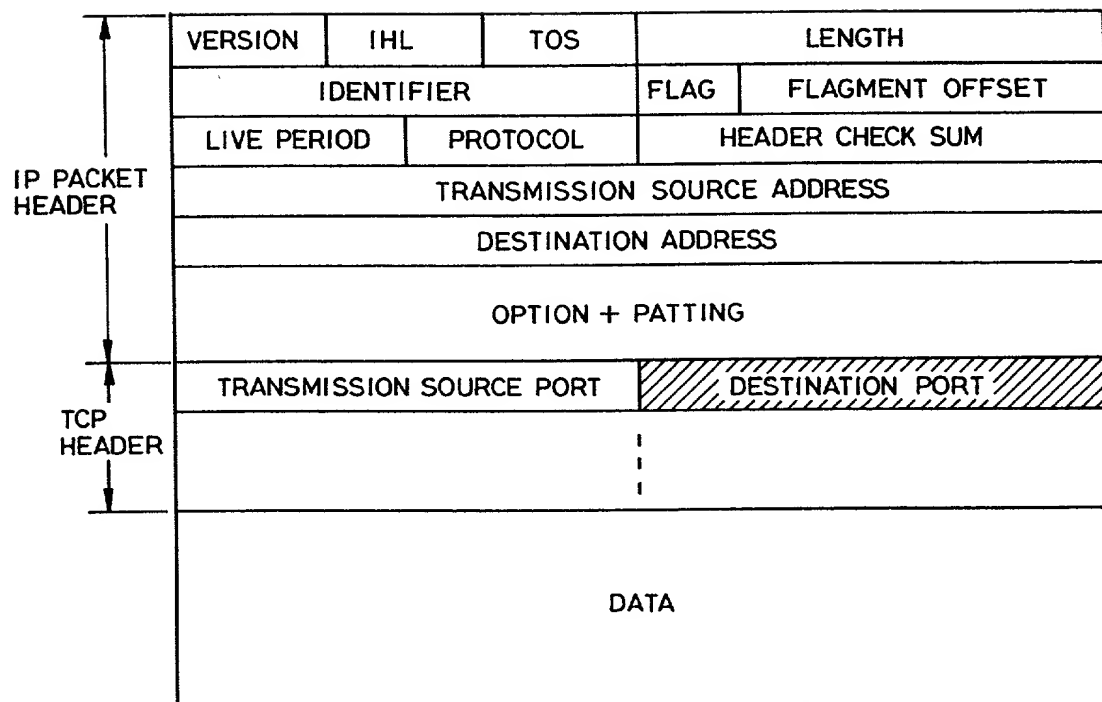 VERSION IHL TOS LENGTH
IDENTIFIER FLAG FLAGMENT OFFSET
LIVE PERIOD PROTOCOL HEADER CHECK SUM
IP PACKET HEADER
TRANSMISSION SOURCE ADDRESS
DESTINATION ADDRESS
OPTION + PATTING
TRANSMISSION SOURCE PORT DESTINATION PORT
TCP HEADER
DATA